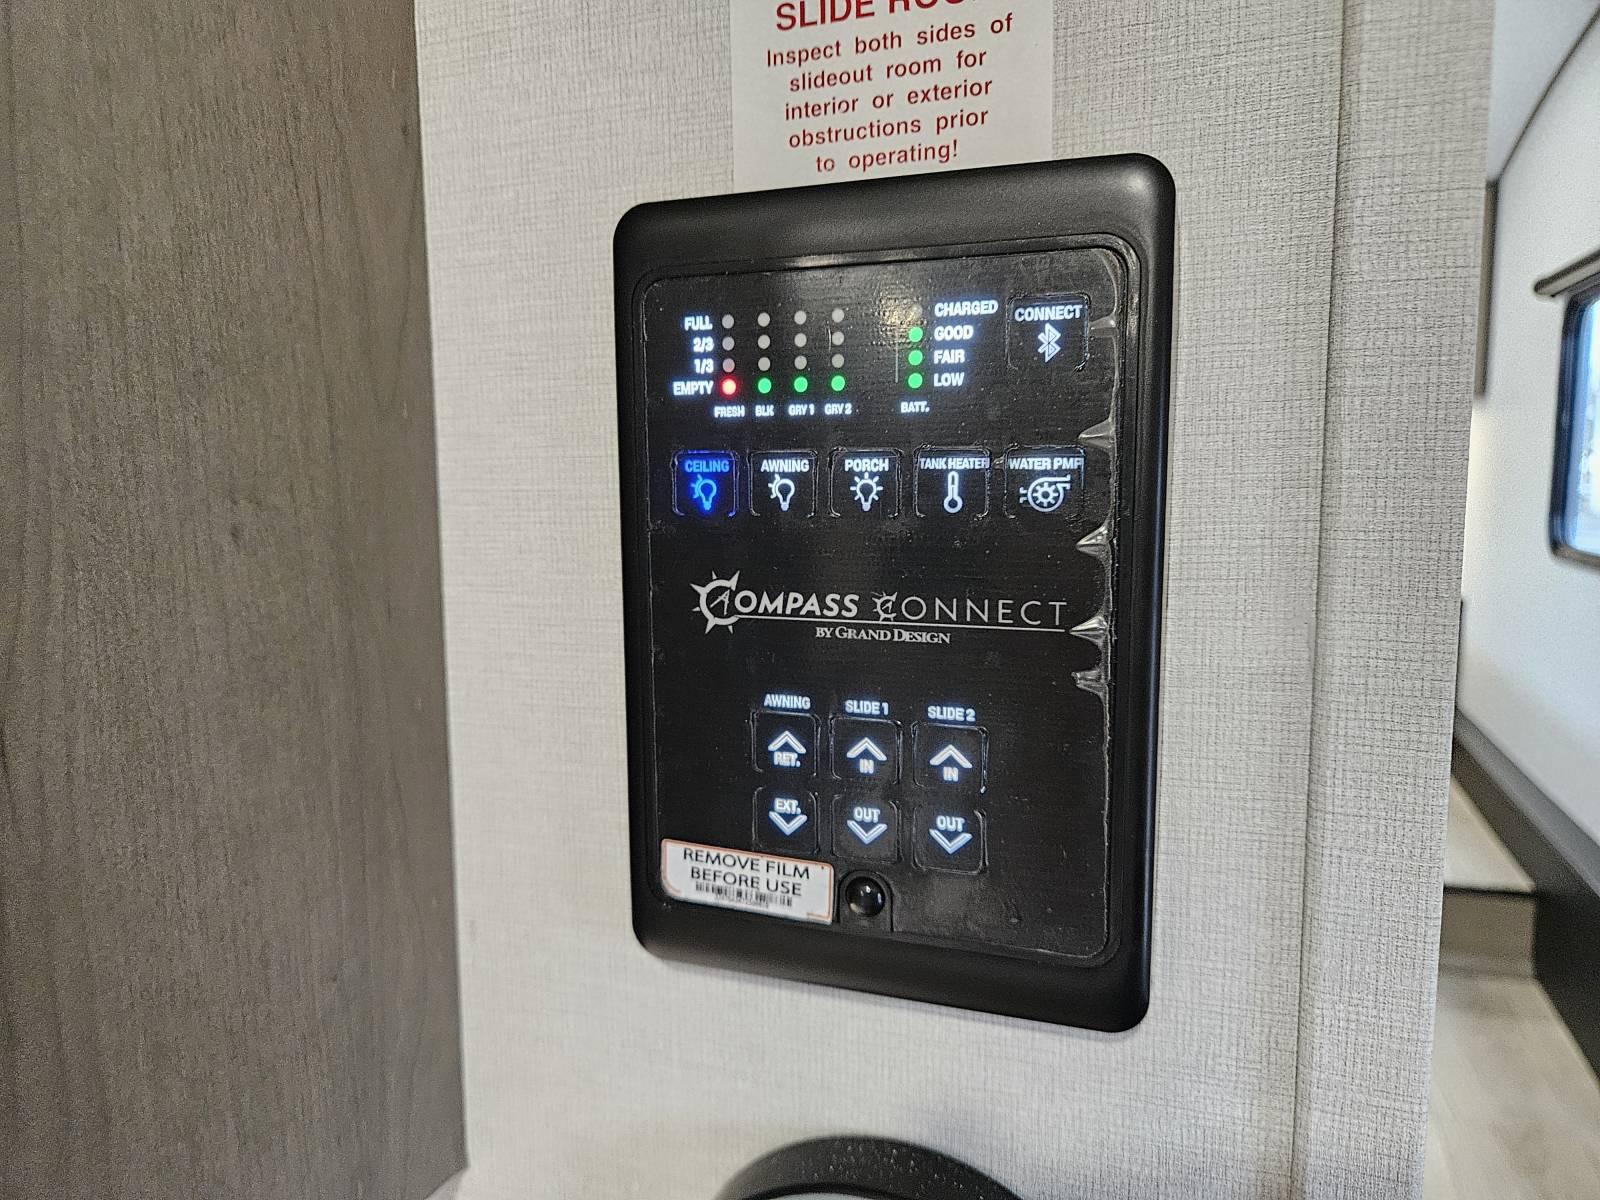 SLIDE ROOM
Inspect both sides of
slideout room for
interior or exterior
obstructions prior
to operating!
FULL
2/3
1/3
EMPTY
FRESH BLK GRY 1 GRY 2
CHARGED
GOOD
FAIR
LOW
BATT.
CONNECT
CEILING AWNING PORCH TANK HEATER WATER PMP
COMPASS CONNECT
BY GRAND DESIGN
AWNING SLIDE 1 SLIDE 2
RET. IN IN
EXT. OUT OUT
REMOVE FILM
BEFORE USE